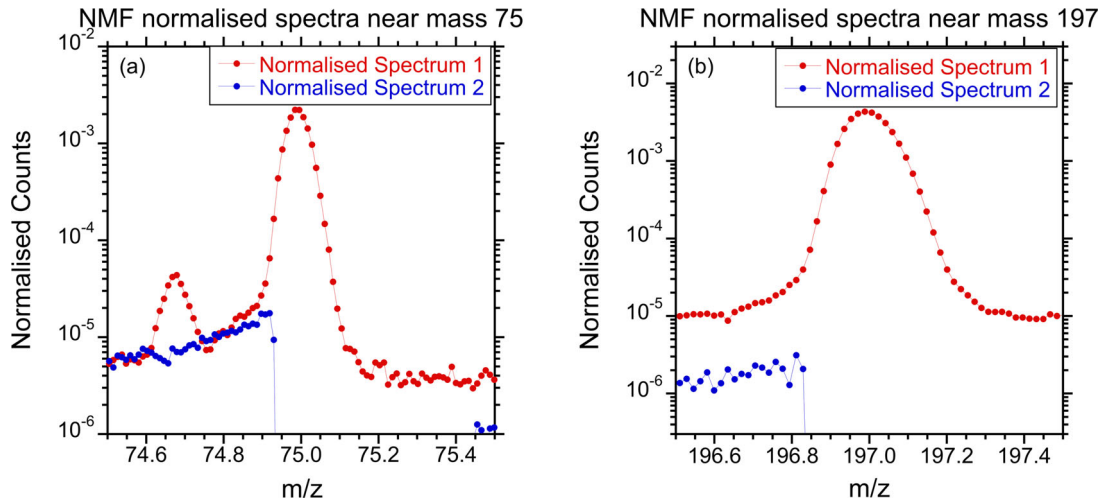 NMF normalised spectra near mass 75
(a)
Normalised Spectrum 1
Normalised Spectrum 2
Normalised Counts
10^-2
10^-3
10^-4
10^-5
10^-6
74.6 74.8 75.0 75.2 75.4
m/z
NMF normalised spectra near mass 197
(b)
Normalised Spectrum 1
Normalised Spectrum 2
Normalised Counts
10^-2
10^-3
10^-4
10^-5
10^-6
196.6 196.8 197.0 197.2 197.4
m/z